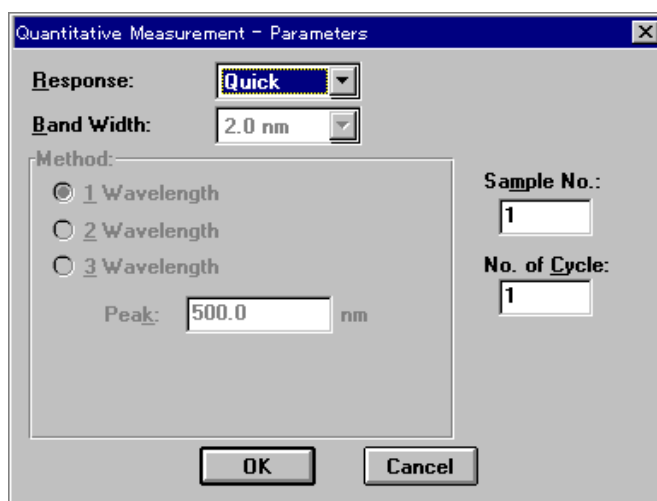 Quantitative Measurement - Parameters
Response: Quick
Band Width: 2.0 nm
Method:
1 Wavelength
2 Wavelength
3 Wavelength
Peak: 500.0 nm
Sample No.:
1
No. of Cycle:
1
OK Cancel